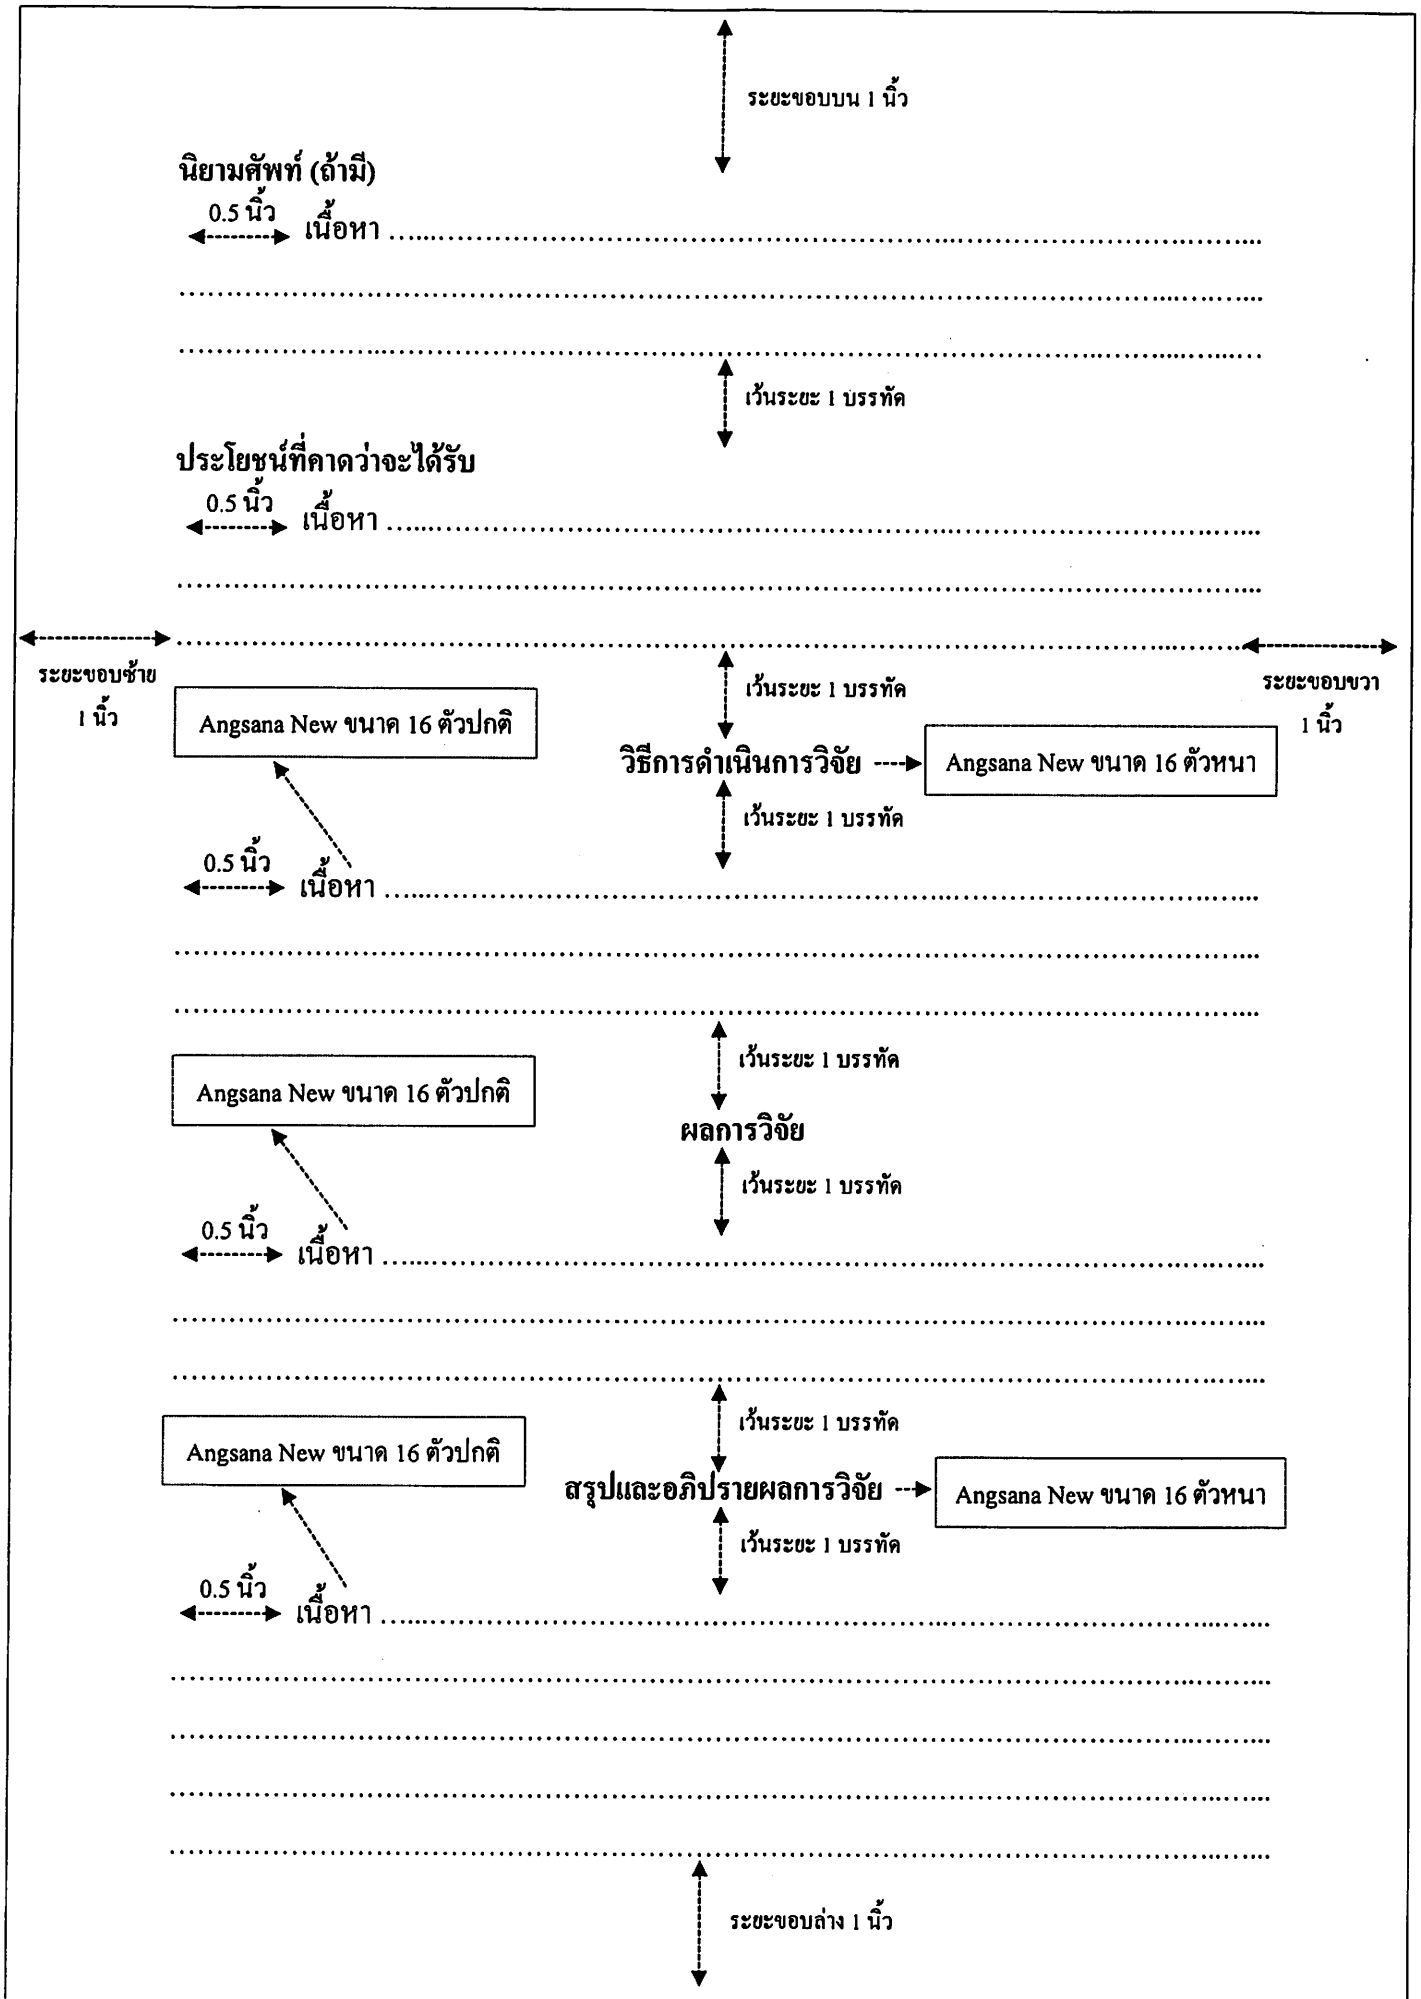 ระยะขอบบน 1 นิ้ว
นิยามศัพท์ (ถ้ามี)
0.5 นิ้ว
เนื้อหา ........................................................................................................
........................................................................................................
........................................................................................................
เว้นระยะ 1 บรรทัด
ประโยชน์ที่คาดว่าจะได้รับ
0.5 นิ้ว
เนื้อหา ........................................................................................................
........................................................................................................
........................................................................................................
ระยะขอบซ้าย
1 นิ้ว
เว้นระยะ 1 บรรทัด
ระยะขอบขวา
1 นิ้ว
Angsana New ขนาด 16 ตัวปกติ
วิธีการดำเนินการวิจัย
Angsana New ขนาด 16 ตัวหนา
เว้นระยะ 1 บรรทัด
0.5 นิ้ว
เนื้อหา ........................................................................................................
........................................................................................................
........................................................................................................
เว้นระยะ 1 บรรทัด
Angsana New ขนาด 16 ตัวปกติ
ผลการวิจัย
เว้นระยะ 1 บรรทัด
0.5 นิ้ว
เนื้อหา ........................................................................................................
........................................................................................................
........................................................................................................
เว้นระยะ 1 บรรทัด
Angsana New ขนาด 16 ตัวปกติ
สรุปและอภิปรายผลการวิจัย
Angsana New ขนาด 16 ตัวหนา
เว้นระยะ 1 บรรทัด
0.5 นิ้ว
เนื้อหา ........................................................................................................
........................................................................................................
........................................................................................................
........................................................................................................
........................................................................................................
ระยะขอบล่าง 1 นิ้ว